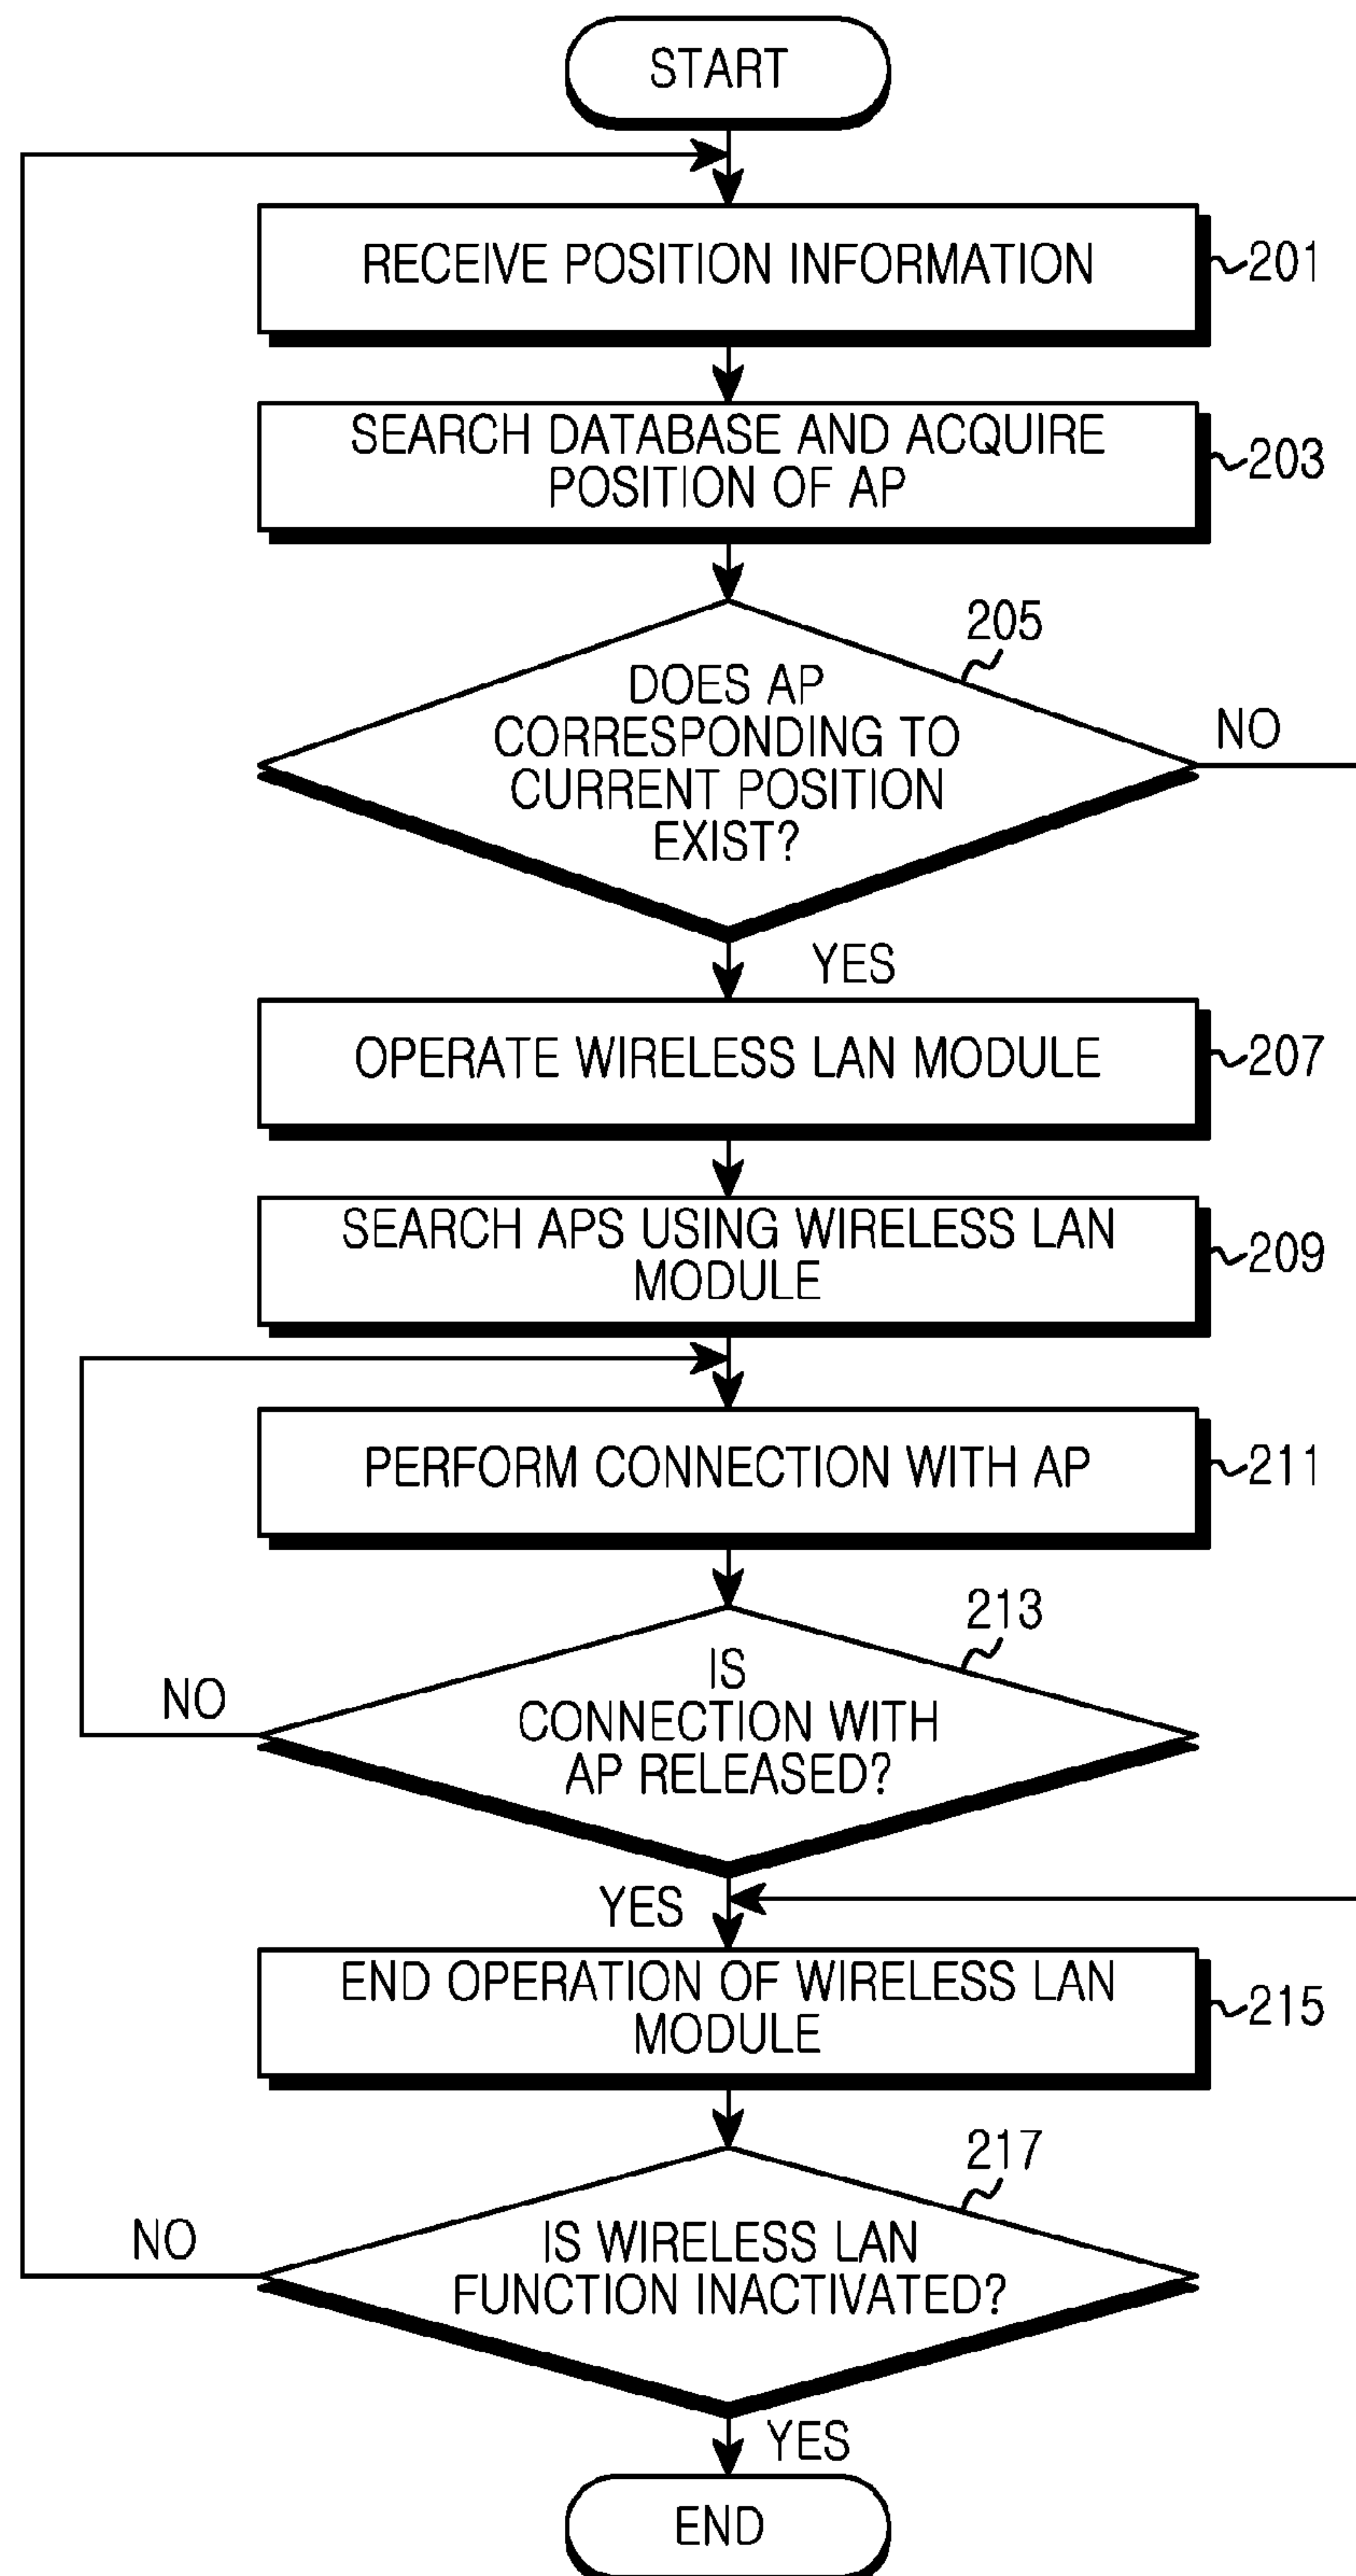 START
RECEIVE POSITION INFORMATION
201
SEARCH DATABASE AND ACQUIRE
POSITION OF AP
203
205
DOES AP
CORRESPONDING TO
CURRENT POSITION
EXIST?
NO
YES
OPERATE WIRELESS LAN MODULE
207
SEARCH APS USING WIRELESS LAN
MODULE
209
PERFORM CONNECTION WITH AP
211
213
IS
CONNECTION WITH
AP RELEASED?
NO
YES
END OPERATION OF WIRELESS LAN
MODULE
215
217
IS WIRELESS LAN
FUNCTION INACTIVATED?
NO
YES
END